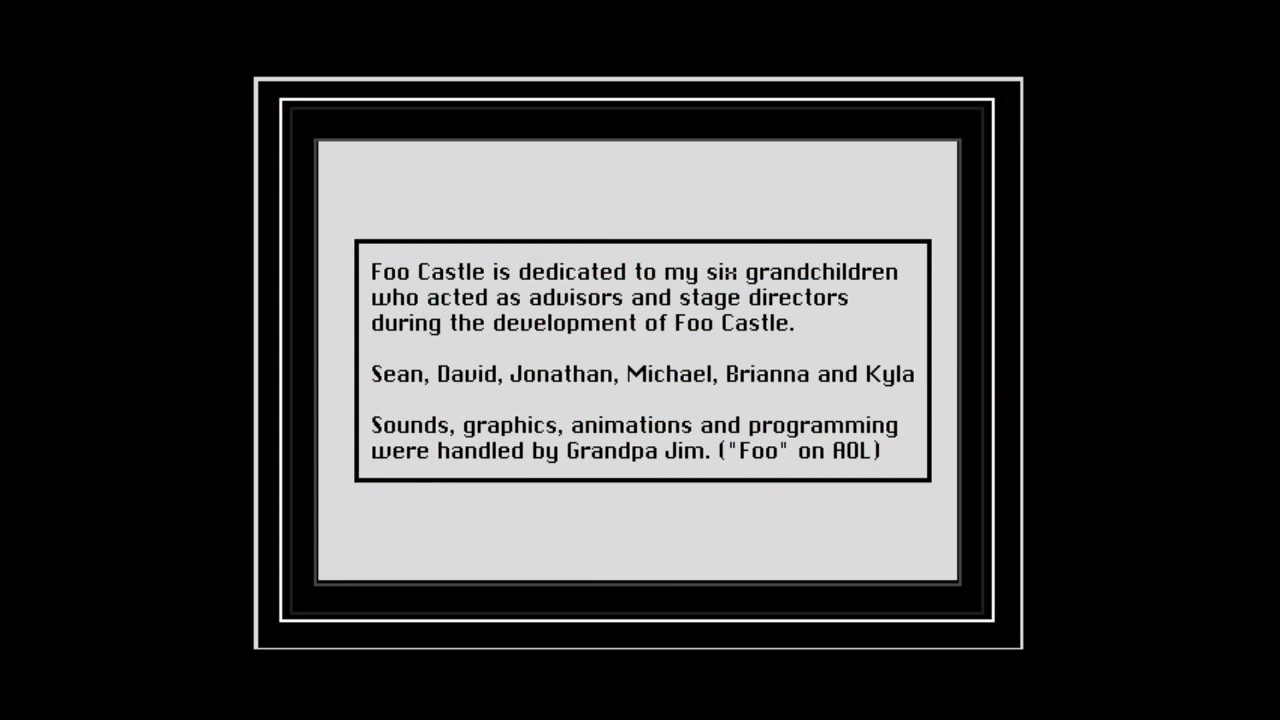 Foo Castle is dedicated to my six grandchildren
who acted as advisors and stage directors
during the development of Foo Castle.
Sean, David, Jonathan, Michael, Brianna and Kyla
Sounds, graphics, animations and programming
were handled by Grandpa Jim. ("Foo" on AOL)